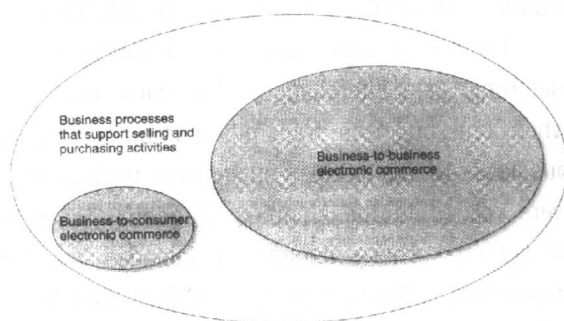 Business processes
that support selling and
purchasing activities
Business-to-business
electronic commerce
Business-to-consumer
electronic commerce